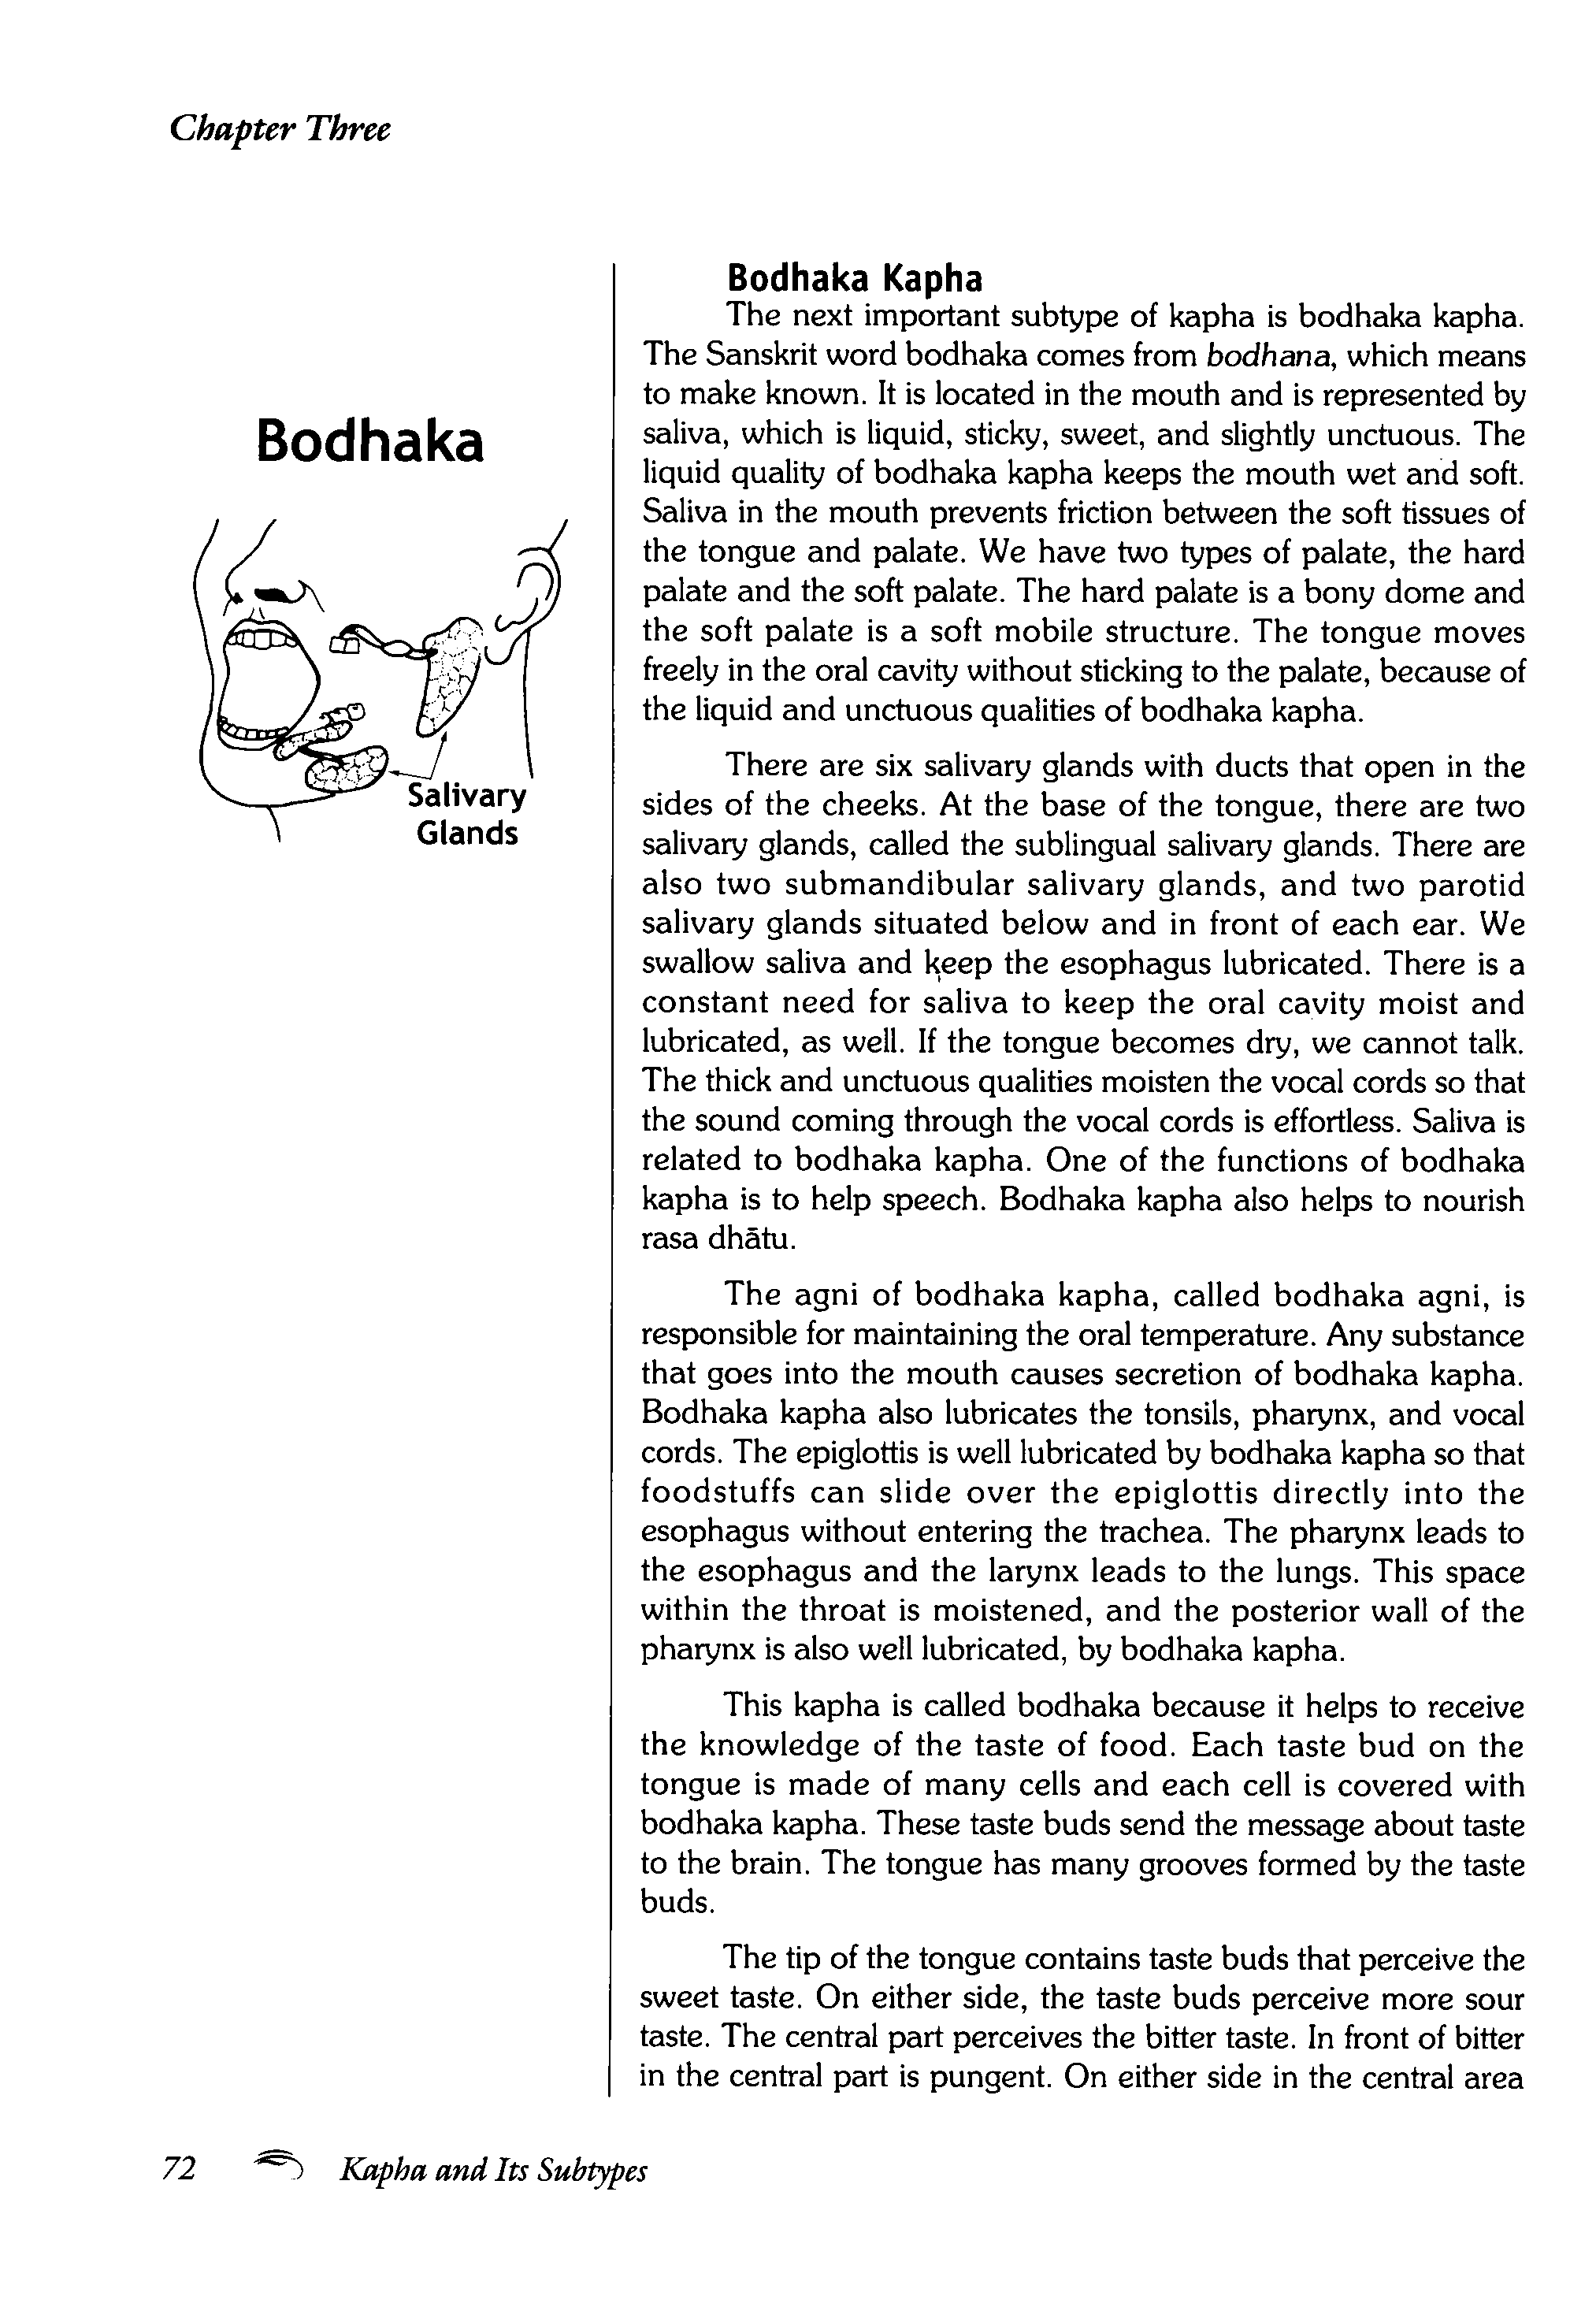 Chapter Three
Bodhaka
Salivary
Glands
Bodhaka Kapha
The next important subtype of kapha is bodhaka kapha.
The Sanskrit word bodhaka comes from bodhana, which means
to make known. It is located in the mouth and is represented by
saliva, which is liquid, sticky, sweet, and slightly unctuous. The
liquid quality of bodhaka kapha keeps the mouth wet and soft.
Saliva in the mouth prevents friction between the soft tissues of
the tongue and palate. We have two types of palate, the hard
palate and the soft palate. The hard palate is a bony dome and
the soft palate is a soft mobile structure. The tongue moves
freely in the oral cavity without sticking to the palate, because of
the liquid and unctuous qualities of bodhaka kapha.
There are six salivary glands with ducts that open in the
sides of the cheeks. At the base of the tongue, there are two
salivary glands, called the sublingual salivary glands. There are
also two submandibular salivary glands, and two parotid
salivary glands situated below and in front of each ear. We
swallow saliva and keep the esophagus lubricated. There is a
constant need for saliva to keep the oral cavity moist and
lubricated, as well. If the tongue becomes dry, we cannot talk.
The thick and unctuous qualities moisten the vocal cords so that
the sound coming through the vocal cords is effortless. Saliva is
related to bodhaka kapha. One of the functions of bodhaka
kapha is to help speech. Bodhaka kapha also helps to nourish
rasa dhātu.
The agni of bodhaka kapha, called bodhaka agni, is
responsible for maintaining the oral temperature. Any substance
that goes into the mouth causes secretion of bodhaka kapha.
Bodhaka kapha also lubricates the tonsils, pharynx, and vocal
cords. The epiglottis is well lubricated by bodhaka kapha so that
foodstuffs can slide over the epiglottis directly into the
esophagus without entering the trachea. The pharynx leads to
the esophagus and the larynx leads to the lungs. This space
within the throat is moistened, and the posterior wall of the
pharynx is also well lubricated, by bodhaka kapha.
This kapha is called bodhaka because it helps to receive
the knowledge of the taste of food. Each taste bud on the
tongue is made of many cells and each cell is covered with
bodhaka kapha. These taste buds send the message about taste
to the brain. The tongue has many grooves formed by the taste
buds.
The tip of the tongue contains taste buds that perceive the
sweet taste. On either side, the taste buds perceive more sour
taste. The central part perceives the bitter taste. In front of bitter
in the central part is pungent. On either side in the central area
72 Kapha and Its Subtypes